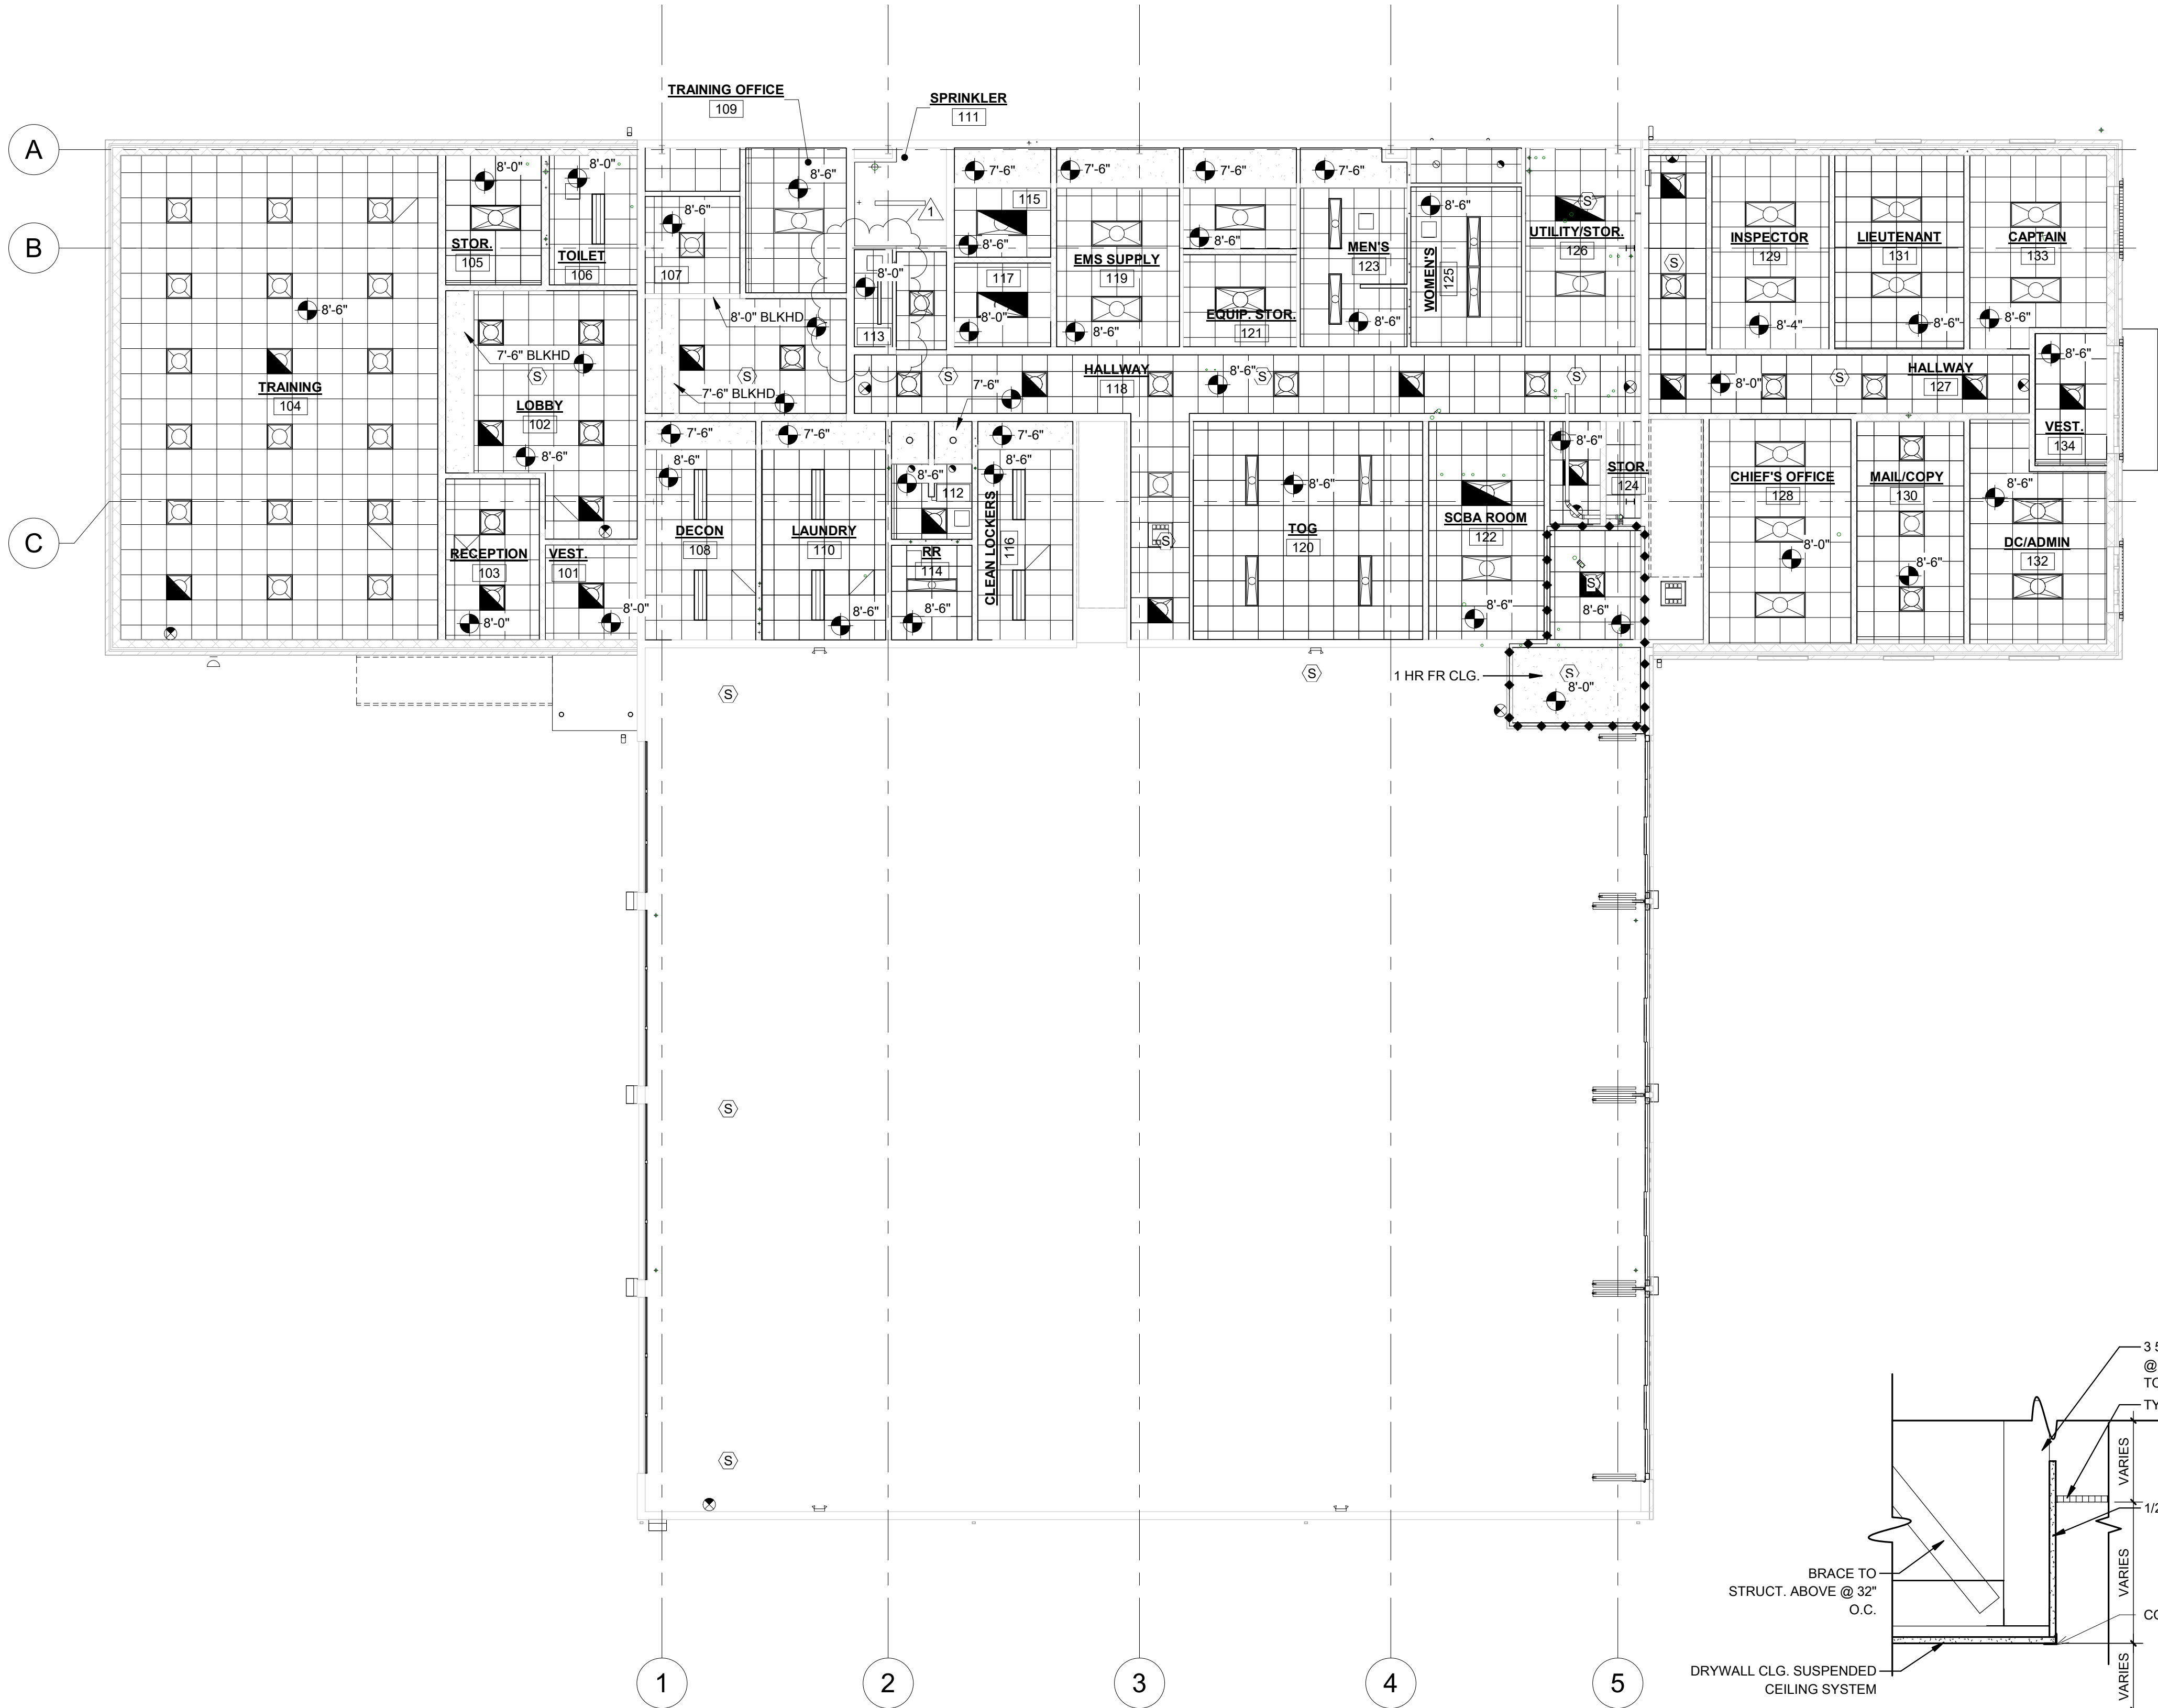 TRAINING OFFICE
109
SPRINKLER
111
A
B
C
8'-0"
8'-0"
8'-6"
8'-6"
7'-6"
7'-6"
7'-6"
7'-6"
8'-6"
STOR.
105
TOILET
106
107
1
115
8'-6"
8'-0"
113
117
8'-0"
EMS SUPPLY
119
8'-6"
8'-6"
EQUIP. STOR.
121
MEN'S
123
8'-6"
WOMEN'S
125
S
UTILITY/STOR.
126
S
INSPECTOR
129
8'-4"
LIEUTENANT
131
8'-6"
CAPTAIN
133
8'-6"
8'-6"
8'-6"
TRAINING
104
7'-6" BLKHD
S
LOBBY
102
8'-6"
8'-0" BLKHD
7'-6" BLKHD
S
S
7'-6"
HALLWAY
118
8'-6"
S
S
8'-0"
S
HALLWAY
127
VEST.
134
7'-6"
8'-6"
7'-6"
7'-6"
8'-6"
8'-6"
112
CLEAN LOCKERS
116
8'-6"
STOR.
124
CHIEF'S OFFICE
128
8'-0"
MAIL/COPY
130
8'-6"
8'-6"
DC/ADMIN
132
RECEPTION
103
8'-0"
VEST.
101
8'-0"
DECON
108
LAUNDRY
110
8'-6"
RR
114
8'-6"
S
TOG
120
8'-6"
SCBA ROOM
122
8'-6"
S
8'-6"
1 HR FR CLG.
S
8'-0"
S
S
S
S
1
2
3
4
5
3 5
@
TO
TY
VARIES
1/2
VARIES
BRACE TO
STRUCT. ABOVE @ 32"
O.C.
CO
DRYWALL CLG. SUSPENDED
CEILING SYSTEM
VARIES